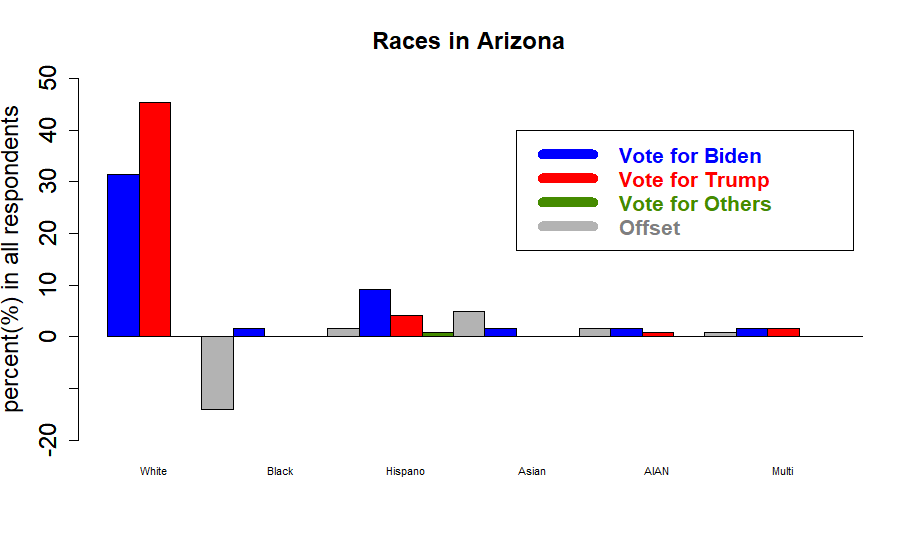 Races in Arizona
percent(%) in all respondents
50
40
30
20
10
0
-20
Vote for Biden
Vote for Trump
Vote for Others
Offset
White Black Hispano Asian AIAN Multi